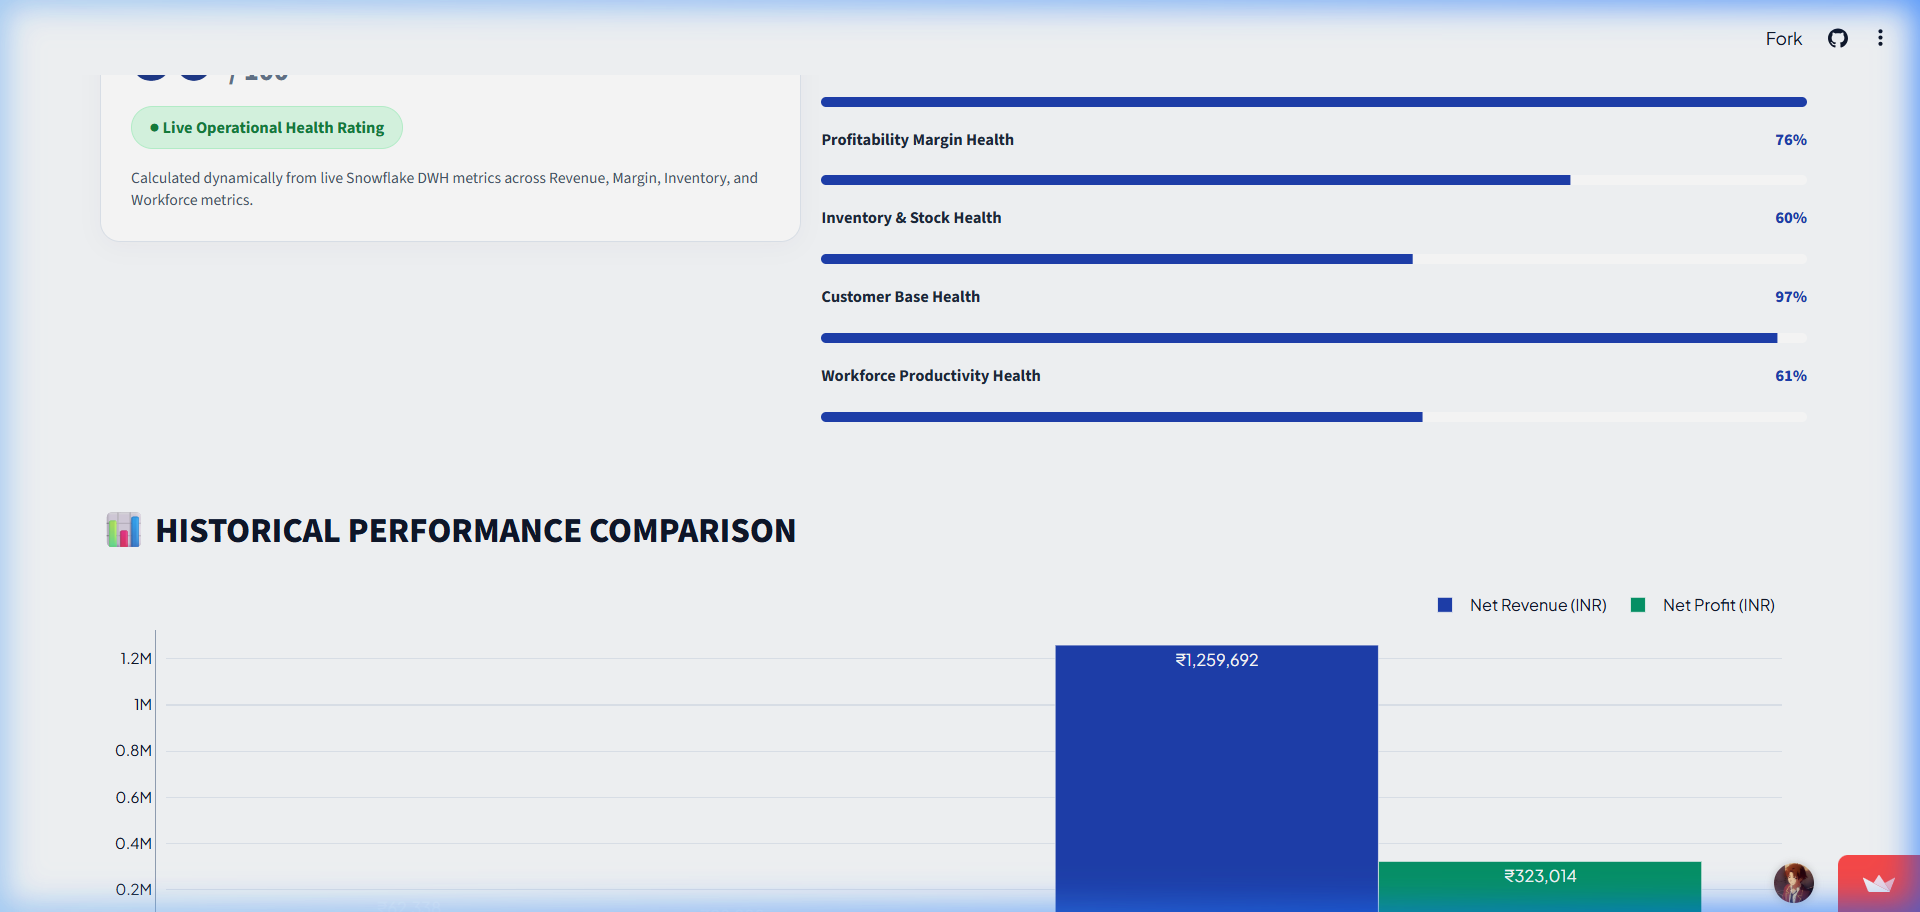 Fork
/ 100
Live Operational Health Rating
Calculated dynamically from live Snowflake DWH metrics across Revenue, Margin, Inventory, and
Workforce metrics.
Profitability Margin Health 76%
Inventory & Stock Health 60%
Customer Base Health 97%
Workforce Productivity Health 61%
HISTORICAL PERFORMANCE COMPARISON
Net Revenue (INR) Net Profit (INR)
1.2M
1M
0.8M
0.6M
0.4M
0.2M
₹1,259,692
₹323,014